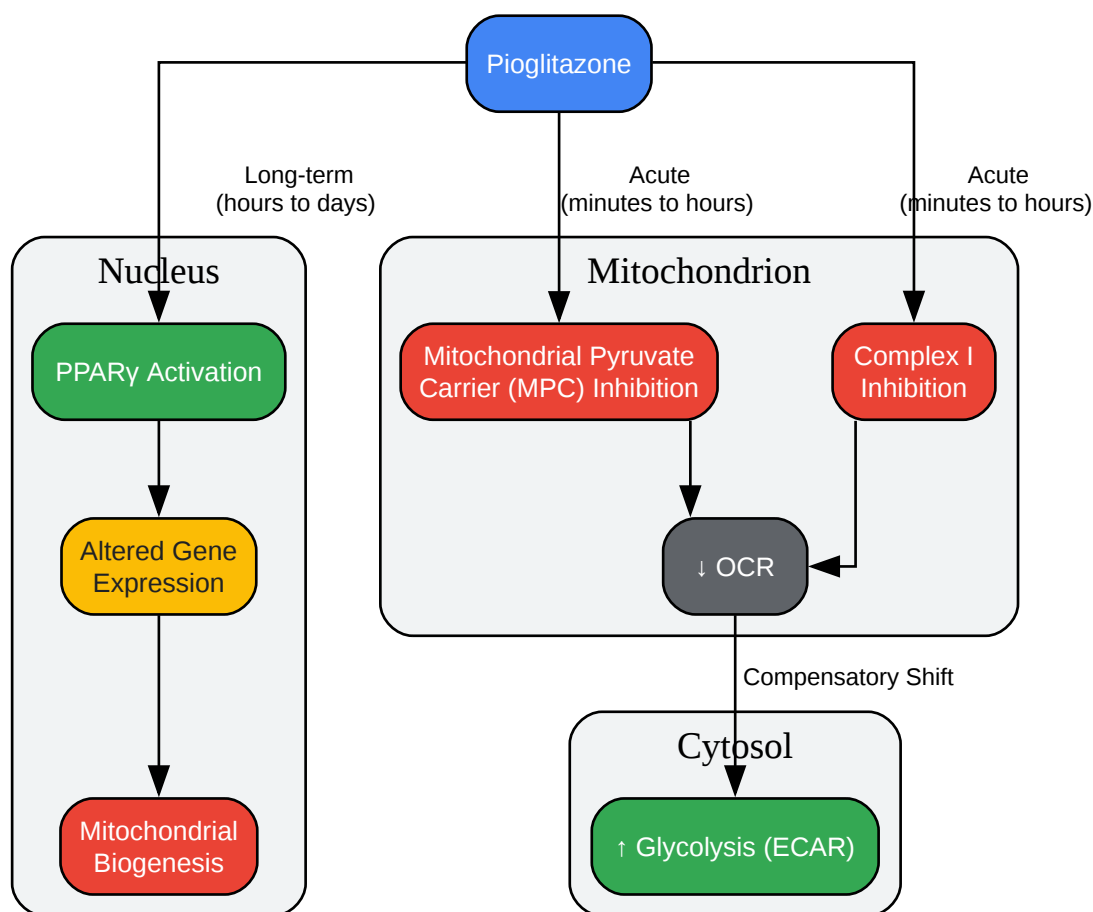 Pioglitazone
Long-term
(hours to days)
Acute
(minutes to hours)
Acute
(minutes to hours)
Nucleus
Mitochondrion
PPARγ Activation
Mitochondrial Pyruvate
Carrier (MPC) Inhibition
Complex I
Inhibition
Altered Gene
Expression
↓ OCR
Compensatory Shift
Cytosol
Mitochondrial
Biogenesis
↑ Glycolysis (ECAR)